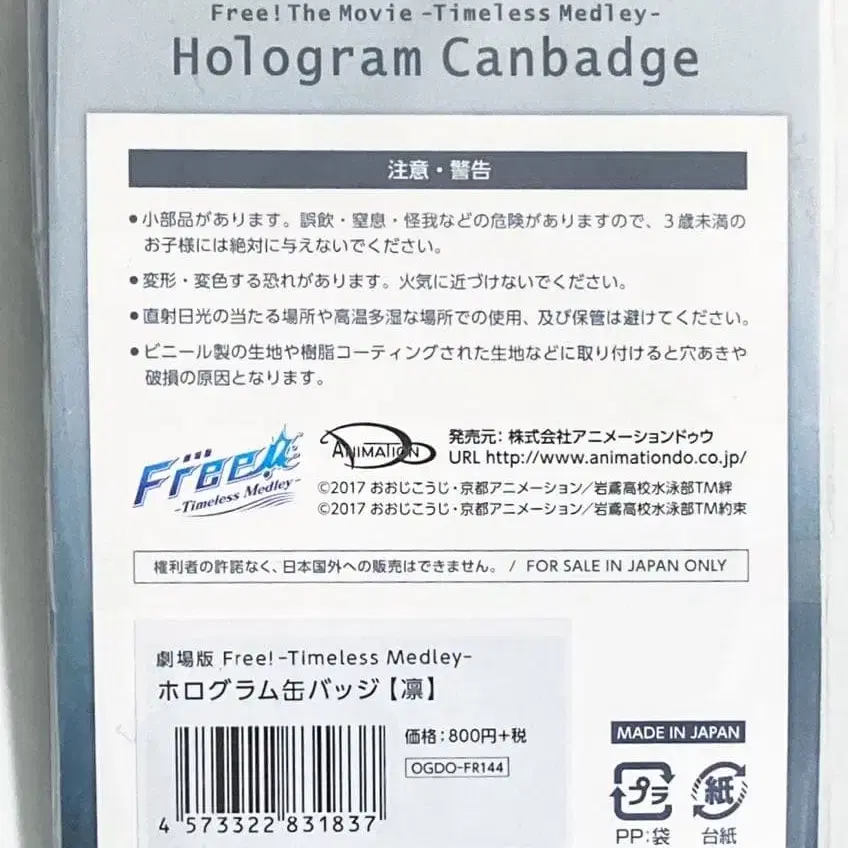 Free! The Movie -Timeless Medley-
Hologram Canbadge
注意・警告
●小部品があります。誤飲・窒息・怪我などの危険がありますので、3歳未満の
お子様には絶対に与えないでください。
●変形・変色する恐れがあります。火気に近づけないでください。
●直射日光の当たる場所や高温多湿な場所での使用、及び保管は避けてください。
●ビニール製の生地や樹脂コーティングされた生地などに取り付けると穴あきや
破損の原因となります。
Free!
-Timeless Medley-
ANIMATION DO
発売元:株式会社アニメーションドゥウ
URL http://www.animationdo.co.jp/
©2017 おおじこうじ・京都アニメーション/岩鳶高校水泳部TM絆
©2017 おおじこうじ・京都アニメーション/岩鳶高校水泳部TM約束
権利者の許諾なく、日本国外への販売はできません。 / FOR SALE IN JAPAN ONLY
劇場版 Free!-Timeless Medley-
ホログラム缶バッジ【凛】
価格:800円+税
OGDO-FR144
4 573322 831837
MADE IN JAPAN
プラ
紙
PP:袋
台紙